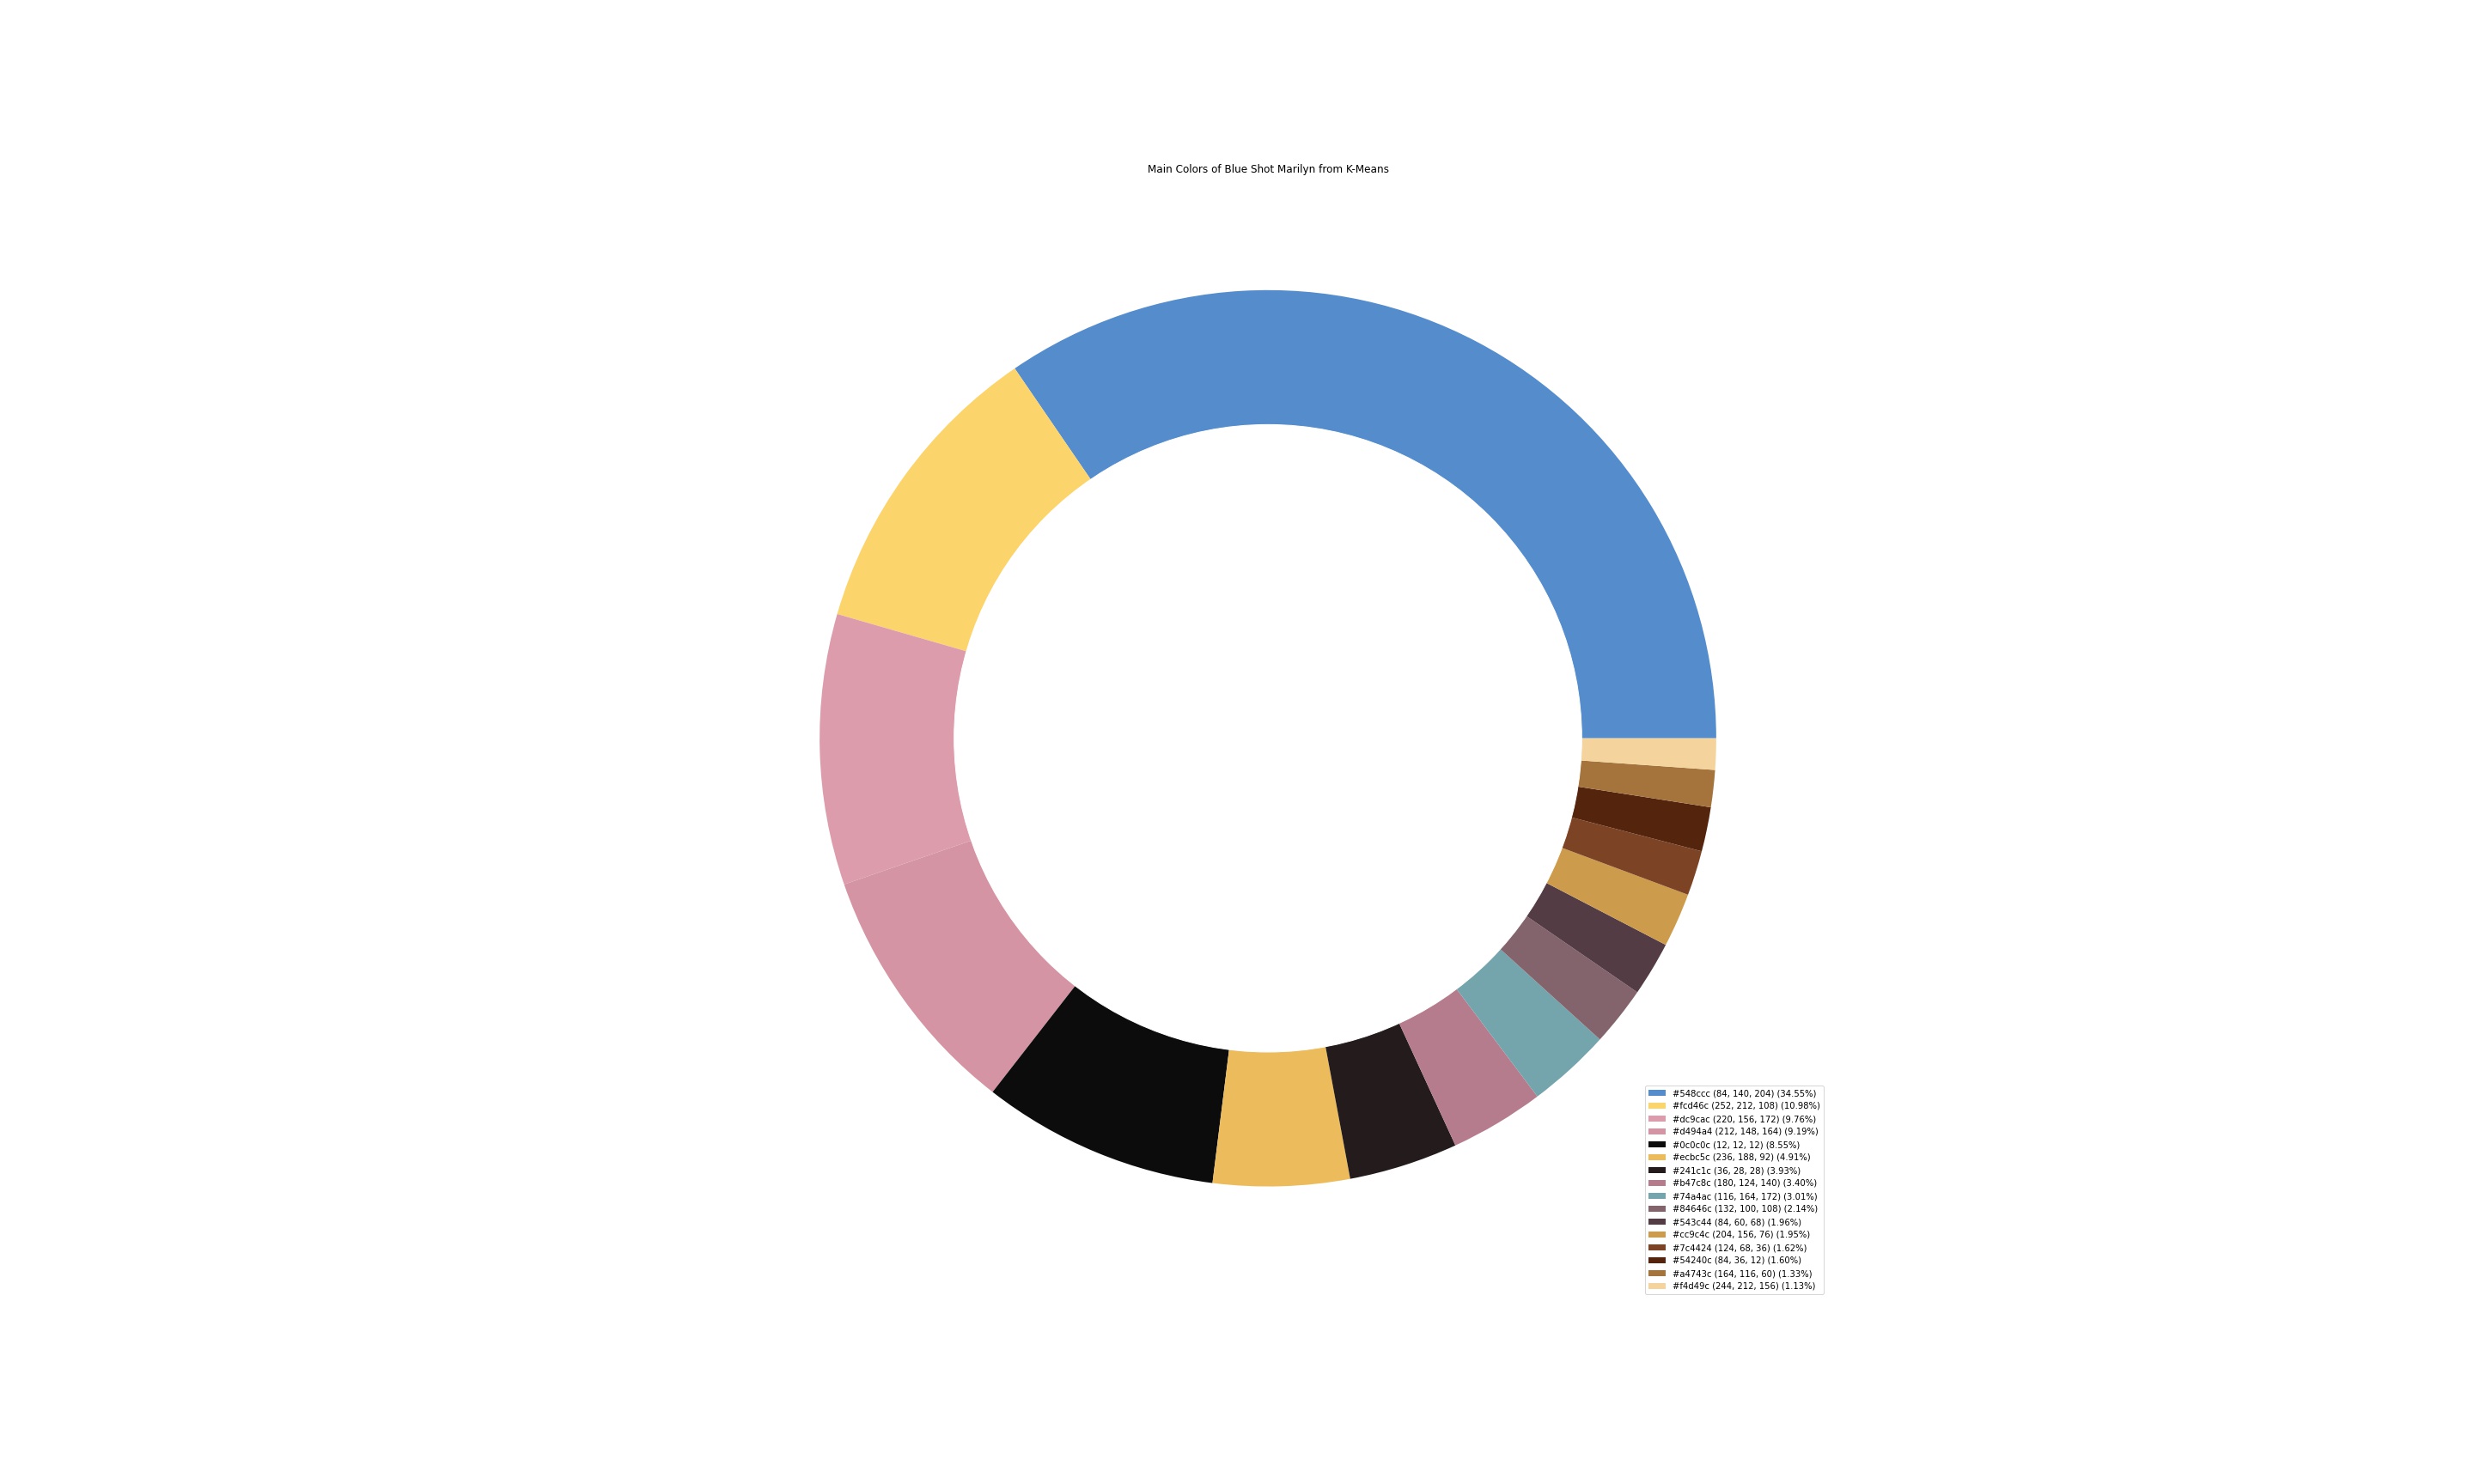 Main Colors of Blue Shot Marilyn from K-Means
#548ccc (84, 140, 204) (34.55%)
#fcd46c (252, 212, 108) (10.98%)
#dc9cac (220, 156, 172) (9.76%)
#d494a4 (212, 148, 164) (9.19%)
#0c0c0c (12, 12, 12) (8.55%)
#ecbc5c (236, 188, 92) (4.91%)
#241c1c (36, 28, 28) (3.93%)
#b47c8c (180, 124, 140) (3.40%)
#74a4ac (116, 164, 172) (3.01%)
#84646c (132, 100, 108) (2.14%)
#543c44 (84, 60, 68) (1.96%)
#cc9c4c (204, 156, 76) (1.95%)
#7c4424 (124, 68, 36) (1.62%)
#54240c (84, 36, 12) (1.60%)
#a4743c (164, 116, 60) (1.33%)
#f4d49c (244, 212, 156) (1.13%)